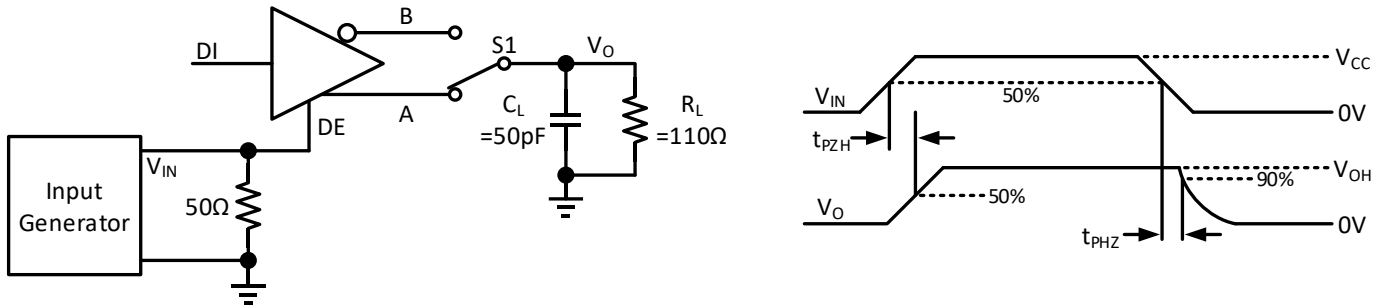 B
DI
S1
V_O
A
C_L
=50pF
R_L
=110Ω
DE
V_IN
Input
Generator
50Ω
V_CC
V_IN
50%
0V
t_PZH
V_OH
90%
50%
V_O
0V
t_PHZ